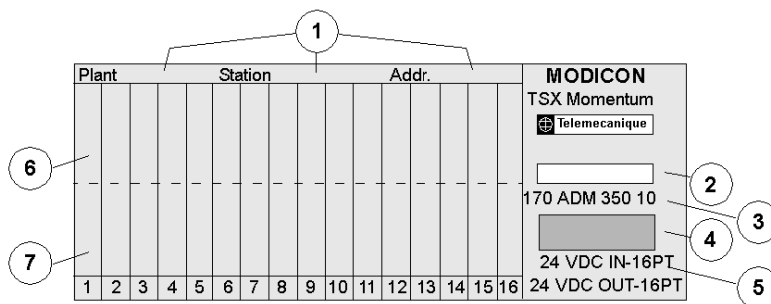 1
Plant Station Addr. MODICON
TSX Momentum
Telemecanique
6
2
170 ADM 350 10
3
4
7
24 VDC IN-16PT
5
1 2 3 4 5 6 7 8 9 10 11 12 13 14 15 16 24 VDC OUT-16PT